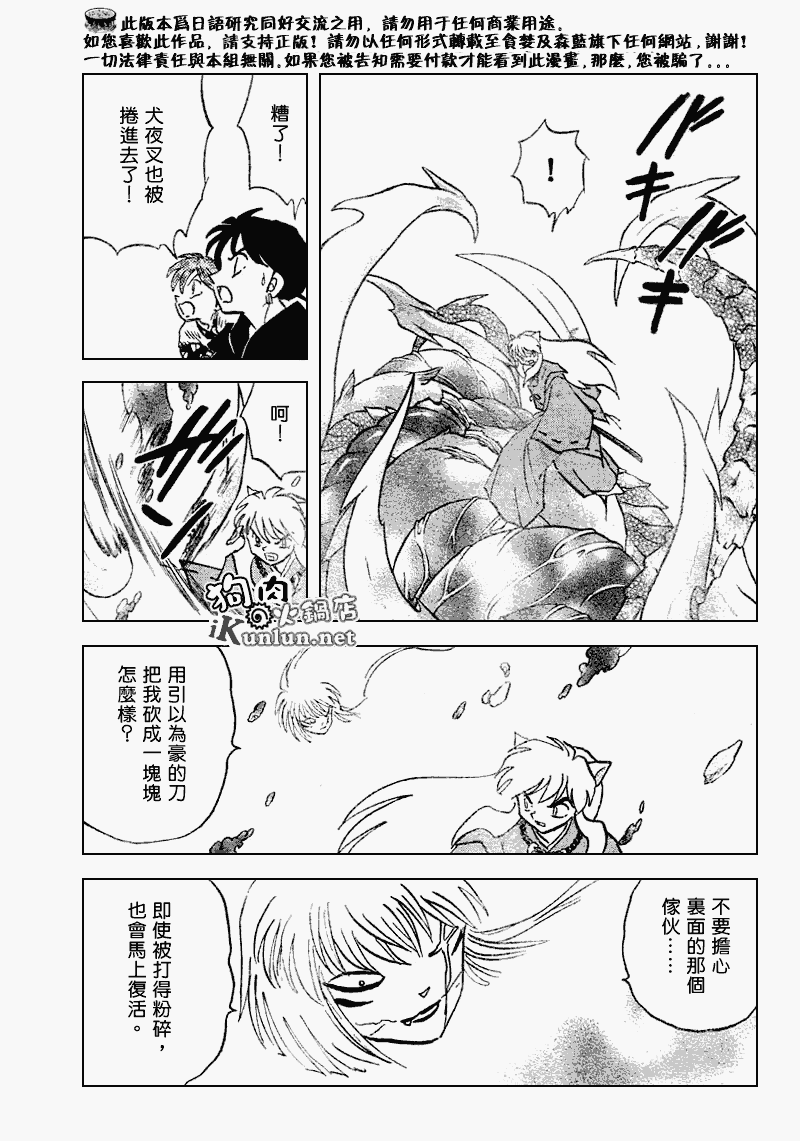 此版本爲日語研究同好交流之用，請勿用于任何商業用途。
如您喜歡此作品，請支持正版！請勿以任何形式轉載至貪婪及森藍旗下任何網站，謝謝！
一切法律責任與本組無關。如果您被告知需要付款才能看到此漫畫，那麼，您被騙了...
！
バキバキ
糟了！
犬夜叉也被
捲進去了！
呵！
狗肉火鍋店
iKunlun.net
用引以為豪的刀
把我砍成一塊塊
怎麼樣？
不要擔心
裏面的那個
傢伙……
即使被打得粉碎，
也會馬上復活。